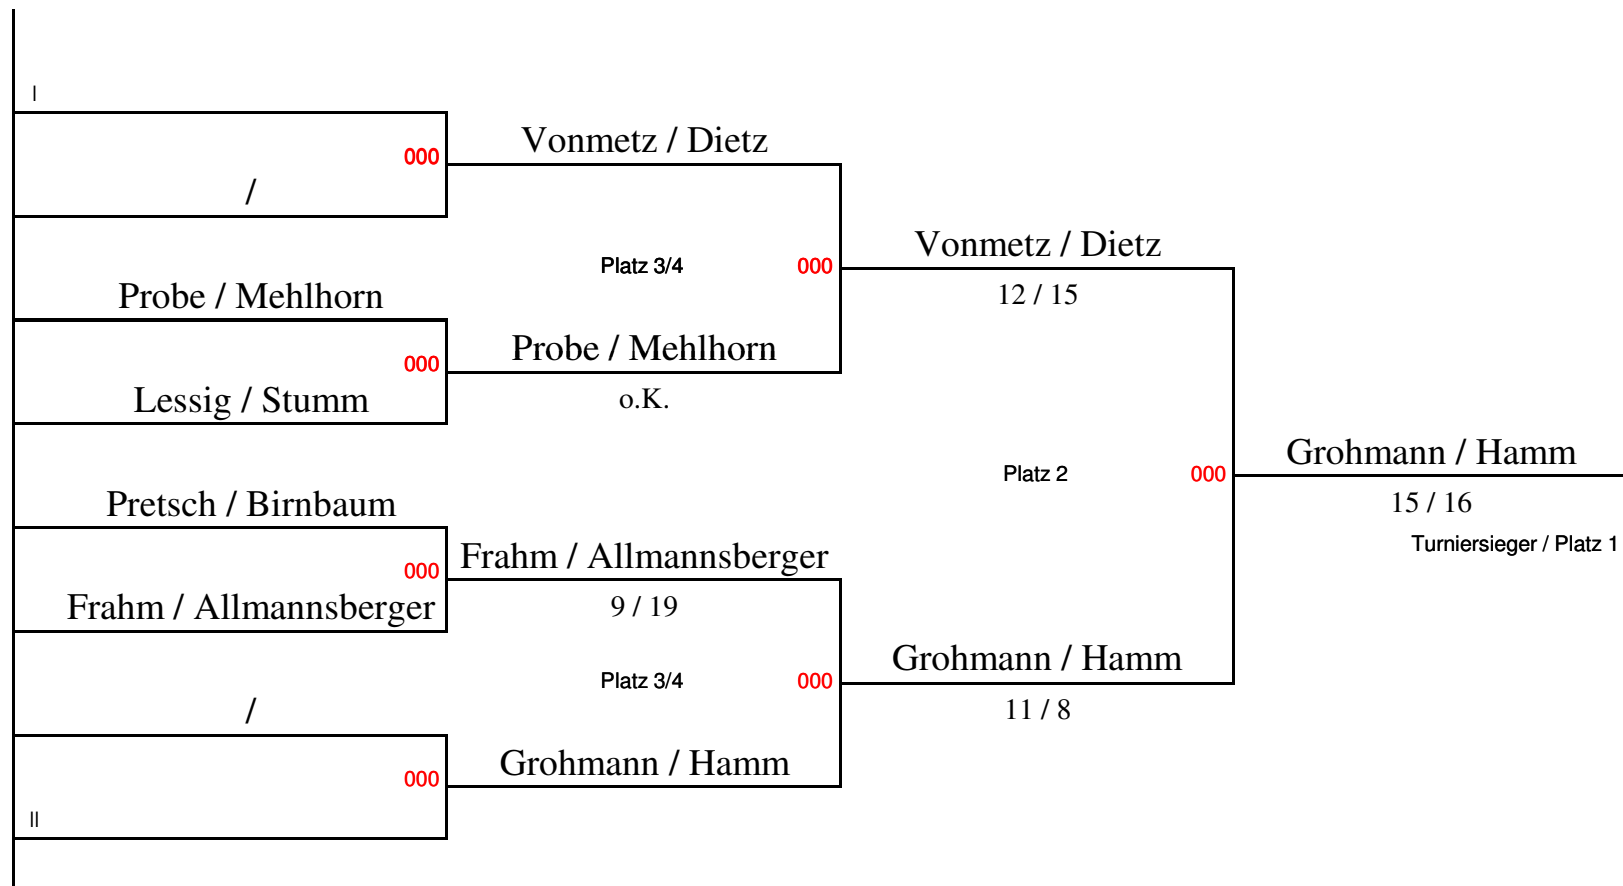 I
000
Vonmetz / Dietz
/
Platz 3/4
000
Vonmetz / Dietz
12 / 15
Probe / Mehlhorn
000
Probe / Mehlhorn
o.K.
Lessig / Stumm
Platz 2
000
Grohmann / Hamm
15 / 16
Turniersieger / Platz 1
Pretsch / Birnbaum
000
Frahm / Allmannsberger
9 / 19
Frahm / Allmannsberger
Platz 3/4
000
Grohmann / Hamm
11 / 8
/
000
Grohmann / Hamm
II